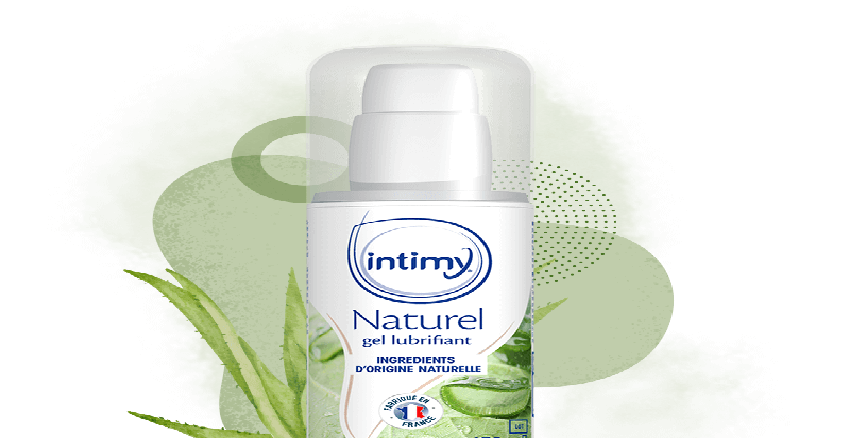 intimy
Naturel
gel lubrifiant
INGREDIENTS
D'ORIGINE NATURELLE
FABRIQUÉ EN
FRANCE